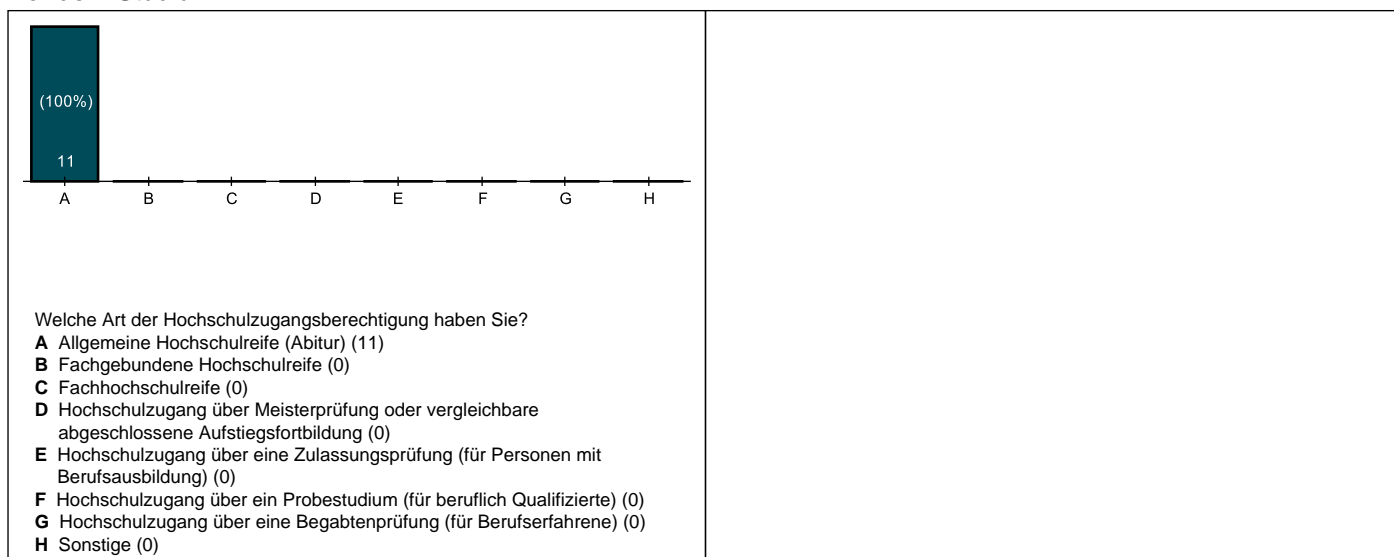 (100%)
11
A B C D E F G H
Welche Art der Hochschulzugangsberechtigung haben Sie?
A Allgemeine Hochschulreife (Abitur) (11)
B Fachgebundene Hochschulreife (0)
C Fachhochschulreife (0)
D Hochschulzugang über Meisterprüfung oder vergleichbare
abgeschlossene Aufstiegsfortbildung (0)
E Hochschulzugang über eine Zulassungsprüfung (für Personen mit
Berufsausbildung) (0)
F Hochschulzugang über ein Probestudium (für beruflich Qualifizierte) (0)
G Hochschulzugang über eine Begabtenprüfung (für Berufserfahrene) (0)
H Sonstige (0)